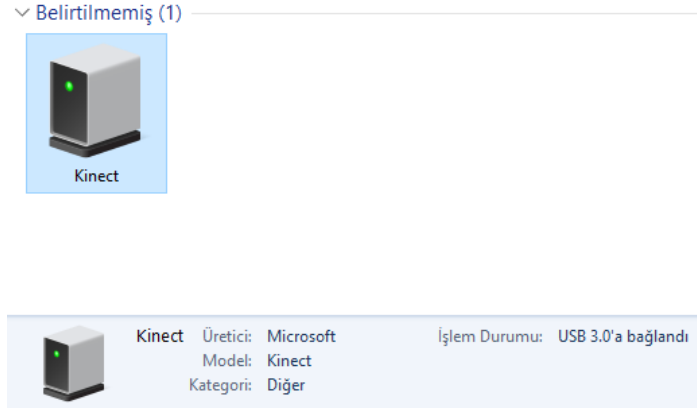 Belirtilmemiş (1)
Kinect
Kinect Üretici: Microsoft İşlem Durumu: USB 3.0'a bağlandı
Model: Kinect
Kategori: Diğer